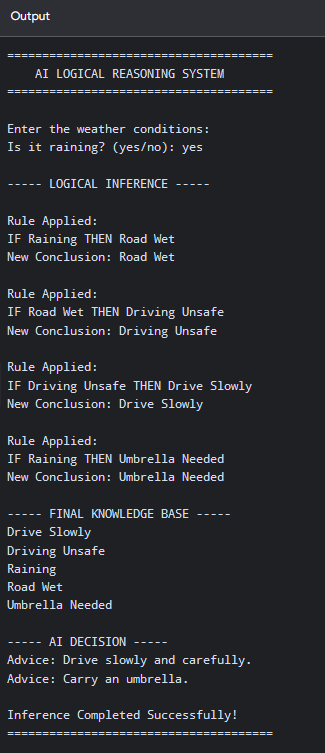 Output
======================================
AI LOGICAL REASONING SYSTEM
======================================
Enter the weather conditions:
Is it raining? (yes/no): yes
----- LOGICAL INFERENCE -----
Rule Applied:
IF Raining THEN Road Wet
New Conclusion: Road Wet
Rule Applied:
IF Road Wet THEN Driving Unsafe
New Conclusion: Driving Unsafe
Rule Applied:
IF Driving Unsafe THEN Drive Slowly
New Conclusion: Drive Slowly
Rule Applied:
IF Raining THEN Umbrella Needed
New Conclusion: Umbrella Needed
----- FINAL KNOWLEDGE BASE -----
Drive Slowly
Driving Unsafe
Raining
Road Wet
Umbrella Needed
----- AI DECISION -----
Advice: Drive slowly and carefully.
Advice: Carry an umbrella.
Inference Completed Successfully!
======================================